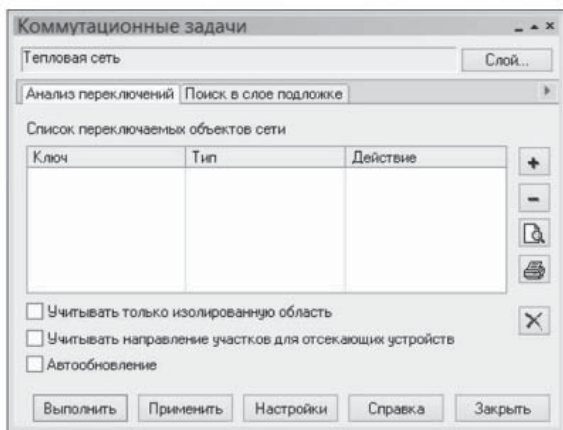 Коммутационные задачи
Тепловая сеть Слой...
Анализ переключений Поиск в слое подложке
Список переключаемых объектов сети
Ключ Тип Действие
Учитывать только изолированную область
Учитывать направление участков для отсекающих устройств
Автообновление
Выполнить Применить Настройки Справка Закрыть